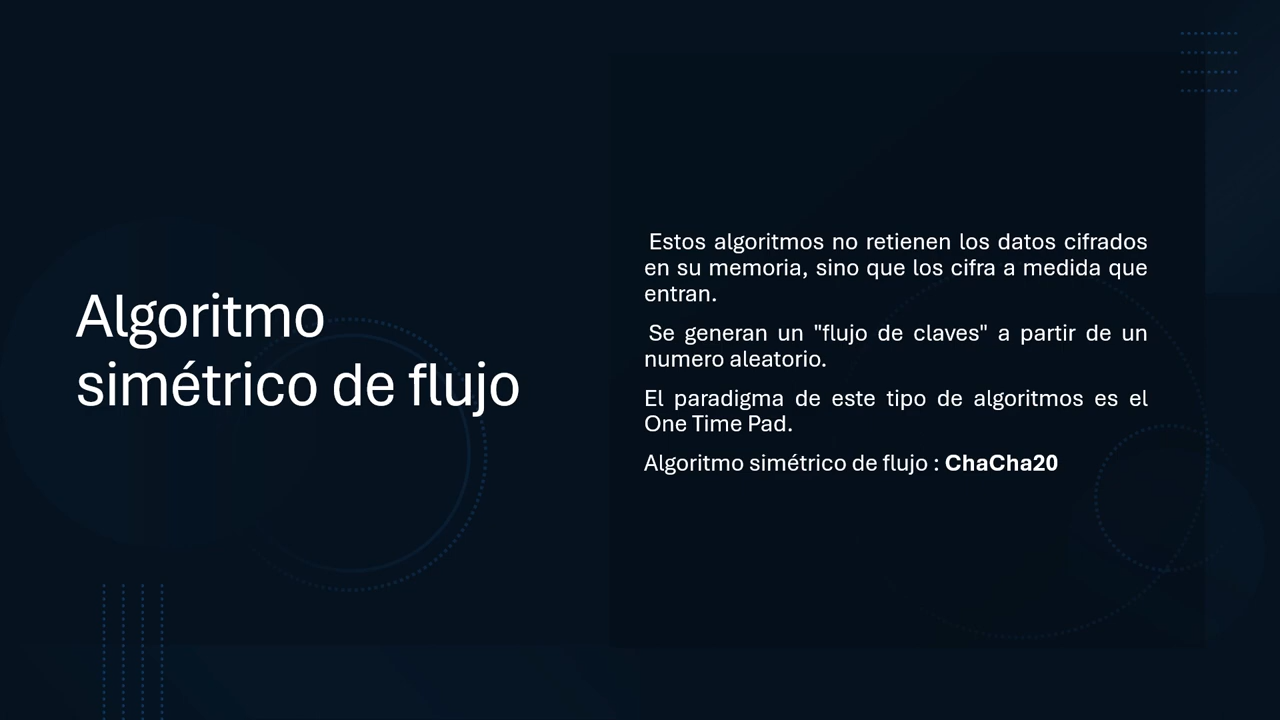 Algoritmo
simétrico de flujo
Estos algoritmos no retienen los datos cifrados
en su memoria, sino que los cifra a medida que
entran.
Se generan un "flujo de claves" a partir de un
numero aleatorio.
El paradigma de este tipo de algoritmos es el
One Time Pad.
Algoritmo simétrico de flujo : ChaCha20